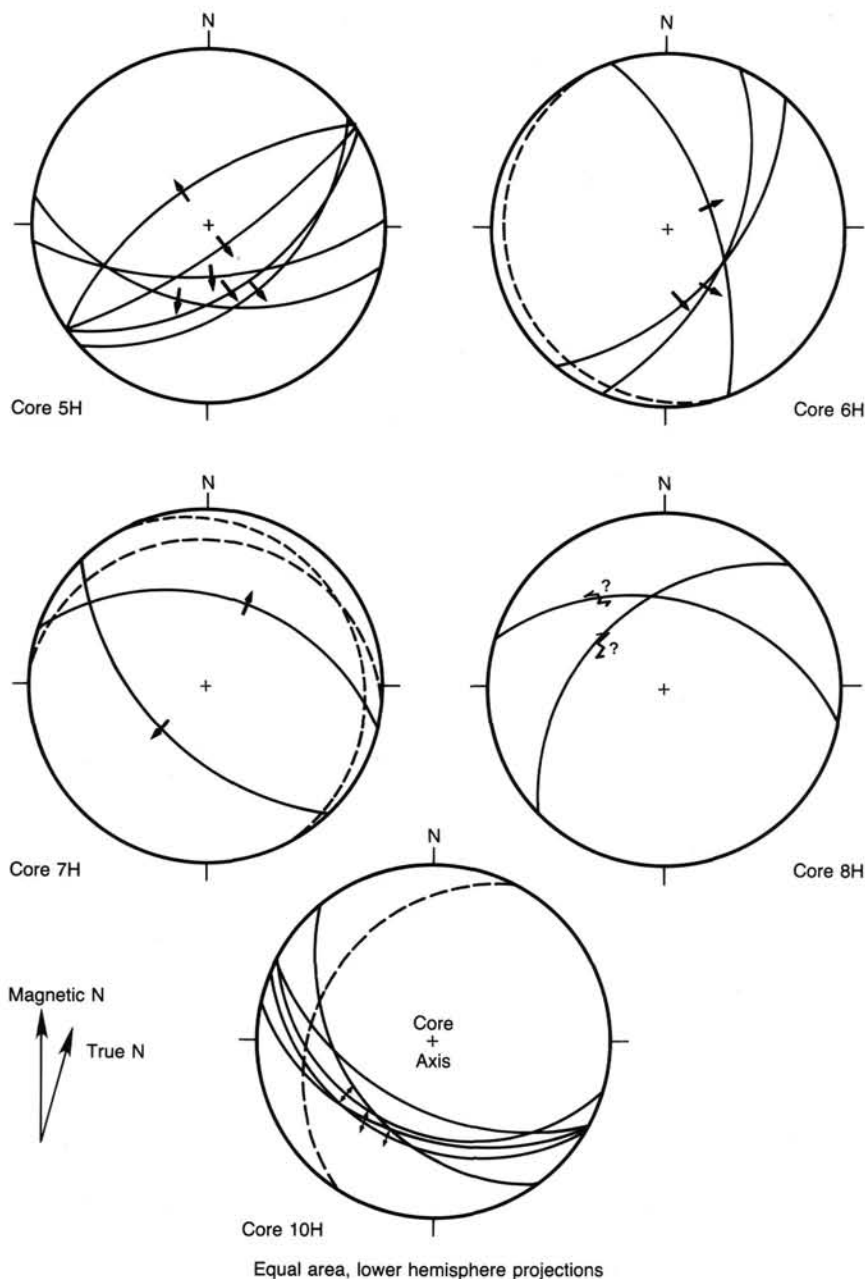 N
N
Core 5H
Core 6H
N
N
?
?
Core 7H
Core 8H
N
Magnetic N
True N
Core
+
Axis
Core 10H
Equal area, lower hemisphere projections